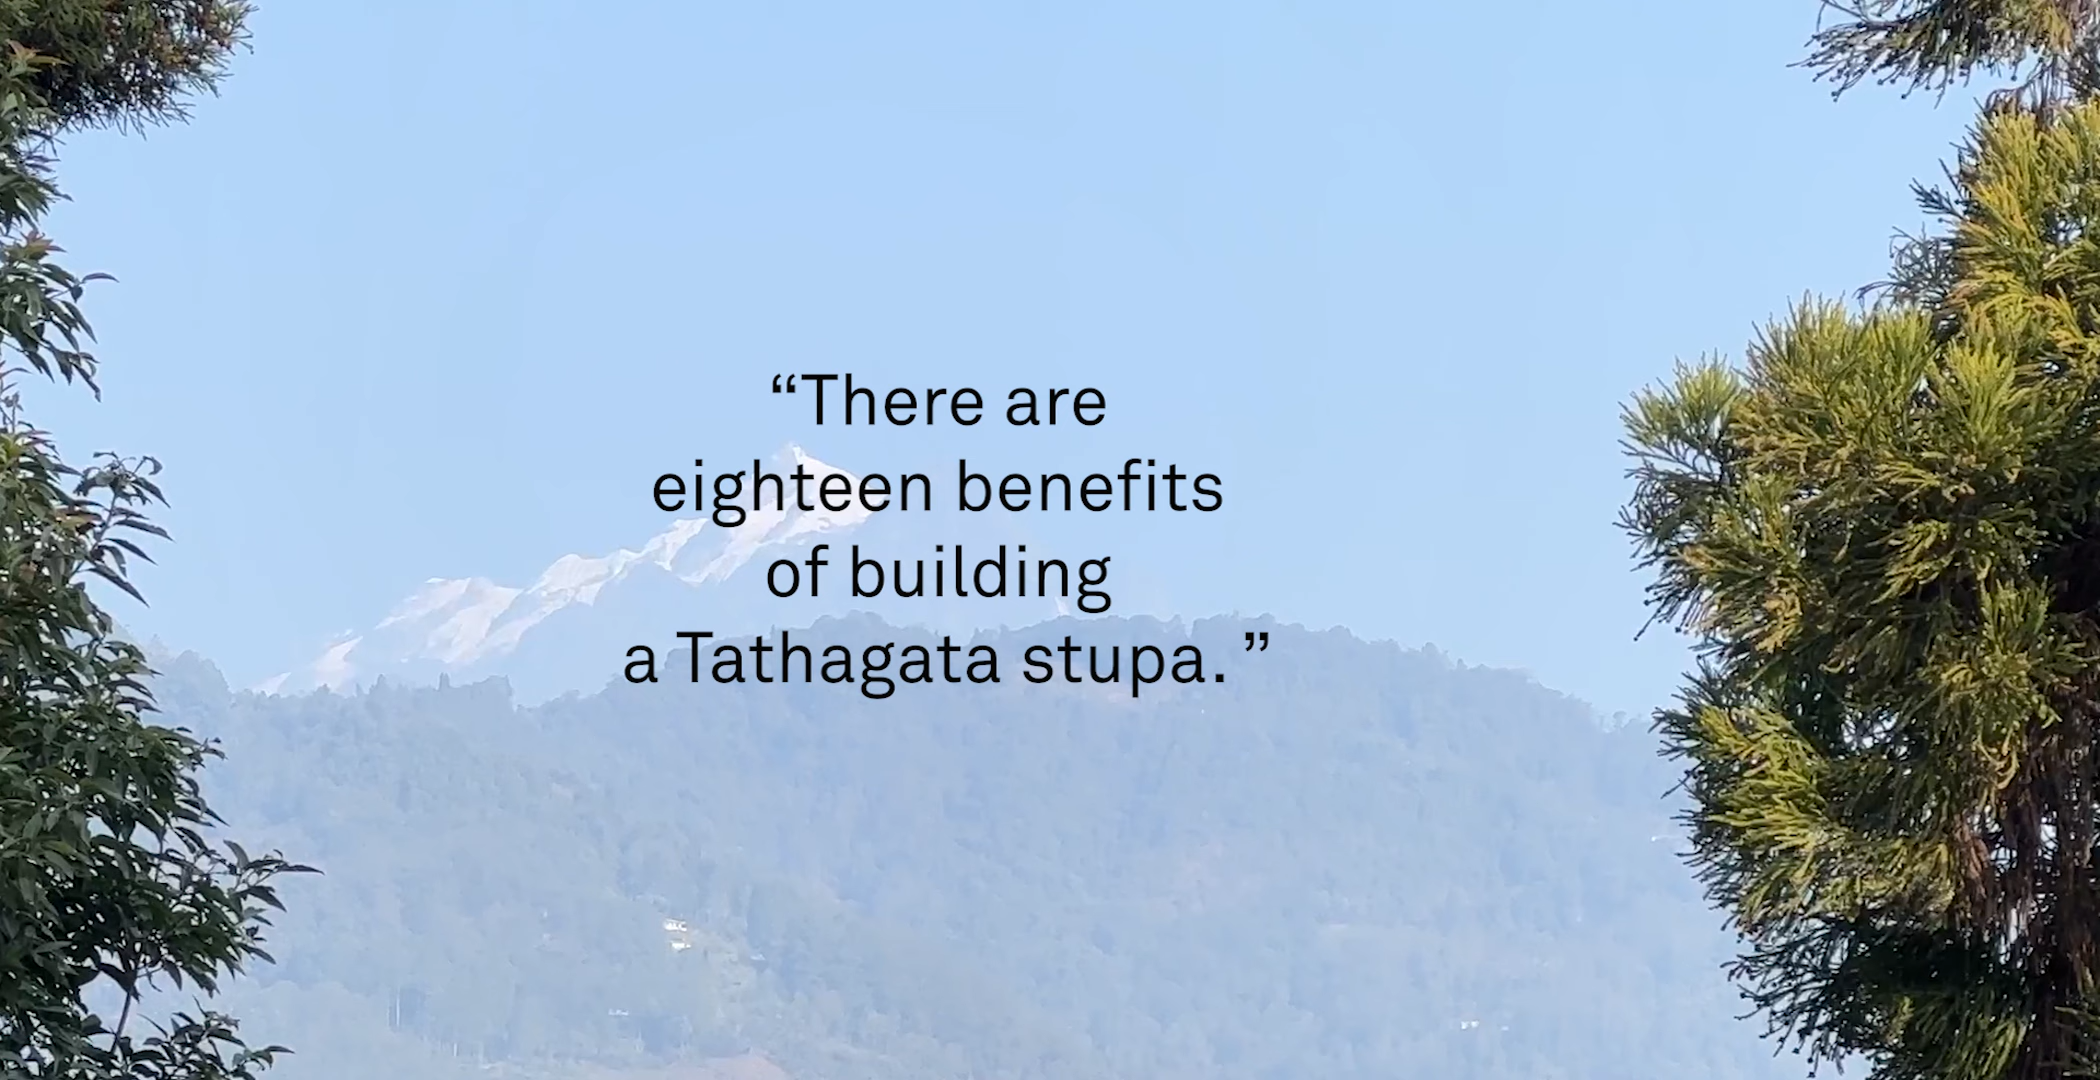 “There are
eighteen benefits
of building
a Tathagata stupa. ”